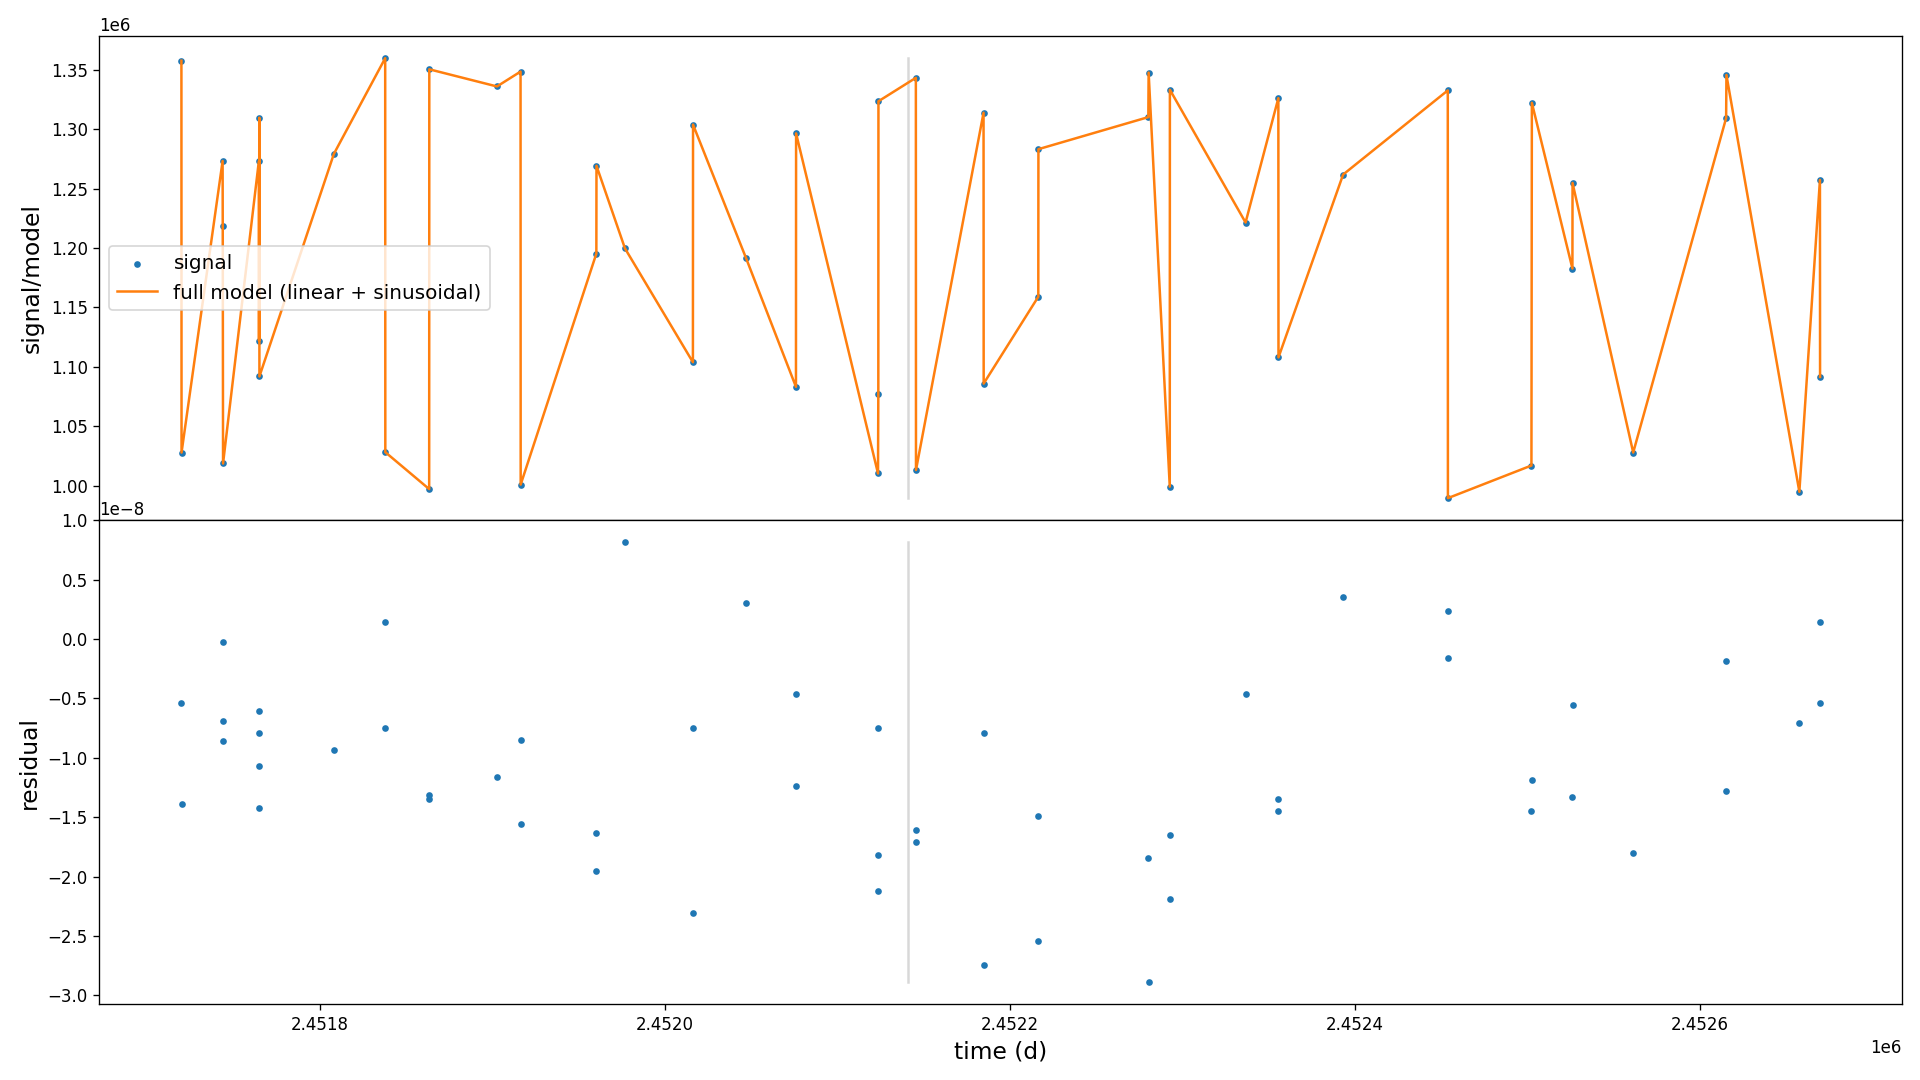 1e6
1.35
1.30
1.25
1.20
1.15
1.10
1.05
1.00
signal/model
signal
full model (linear + sinusoidal)
1e−8
1.0
0.5
0.0
−0.5
−1.0
−1.5
−2.0
−2.5
−3.0
residual
2.4518
2.4520
2.4522
2.4524
2.4526
1e6
time (d)